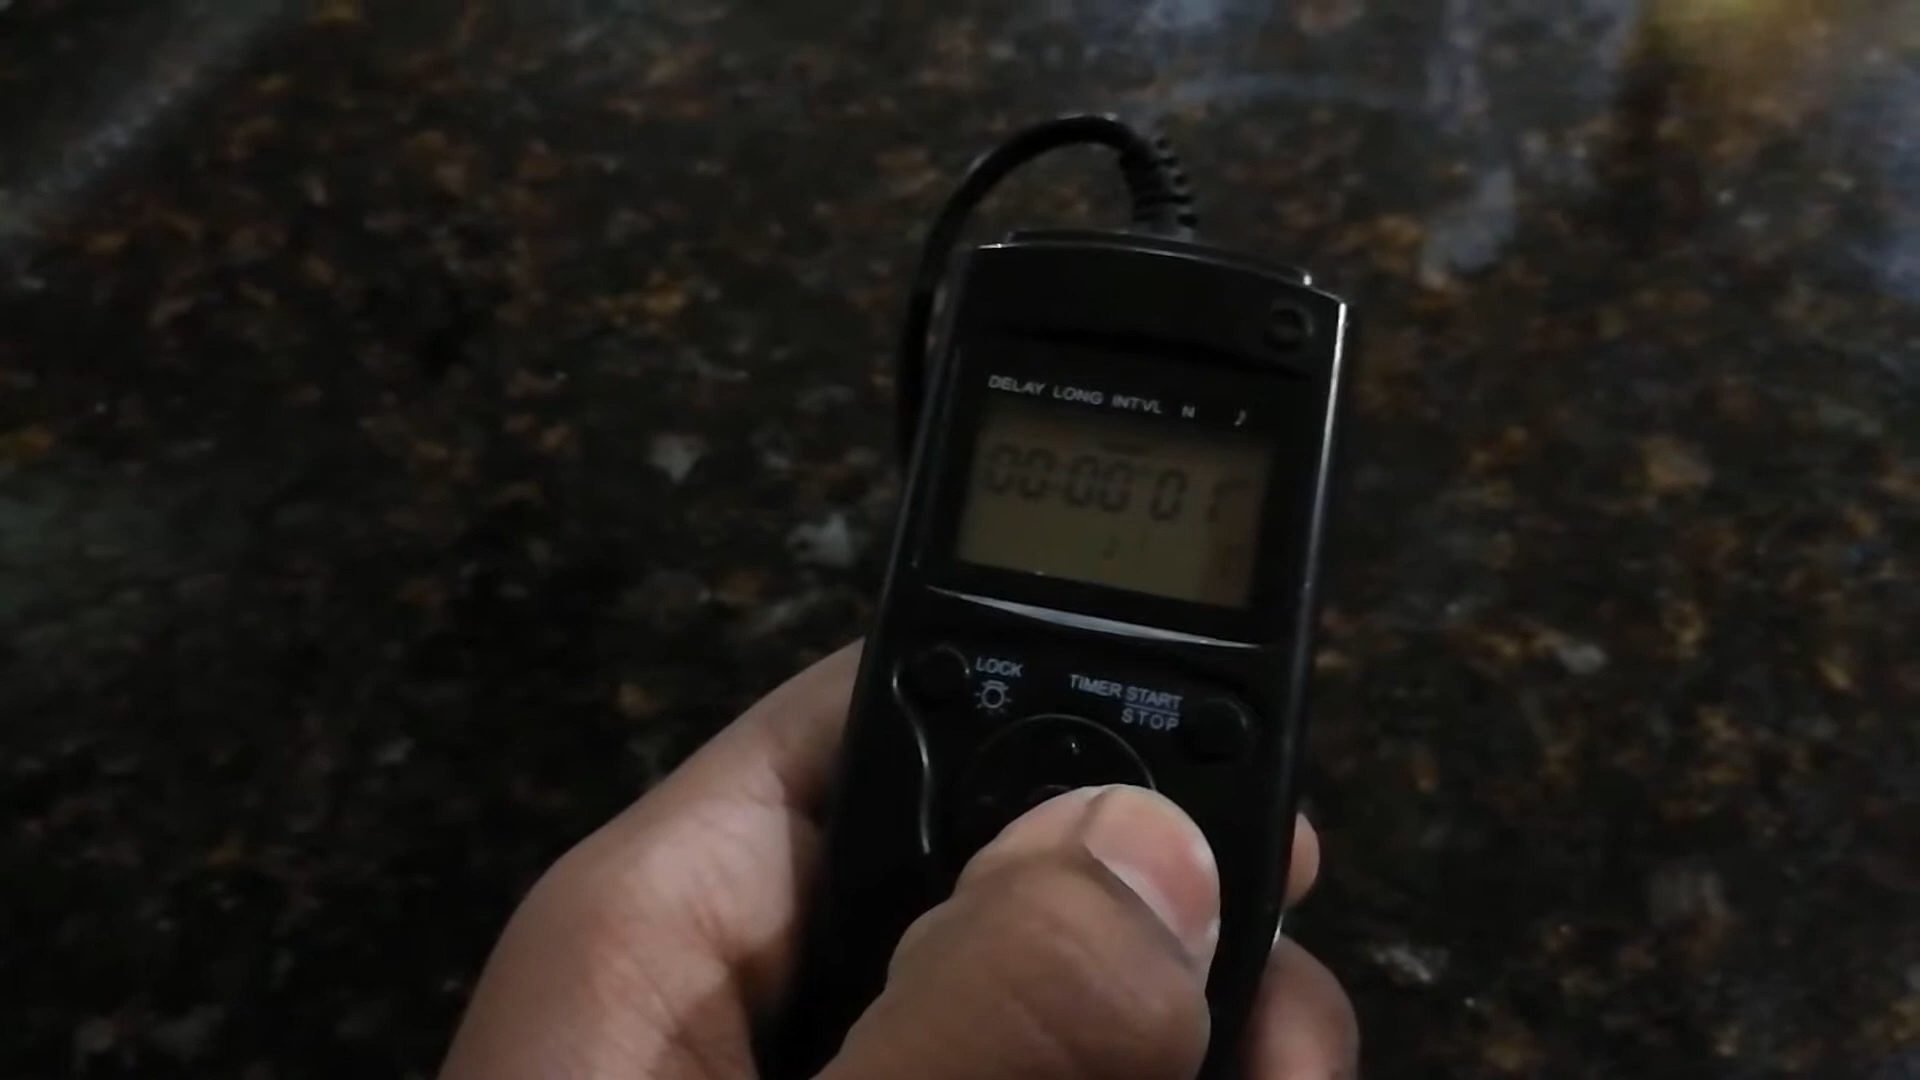 DELAY LONG INTVL N ♪
00:00"01
LOCK
TIMER START
STOP